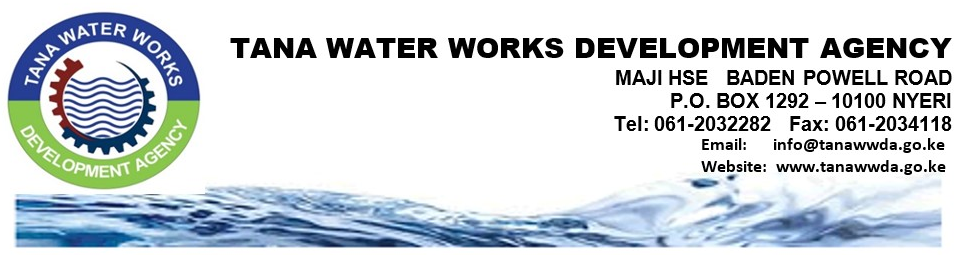 TANA WATER WORKS
DEVELOPMENT AGENCY
TANA WATER WORKS DEVELOPMENT AGENCY
MAJI HSE BADEN POWELL ROAD
P.O. BOX 1292 – 10100 NYERI
Tel: 061-2032282 Fax: 061-2034118
Email: info@tanawwda.go.ke
Website: www.tanawwda.go.ke